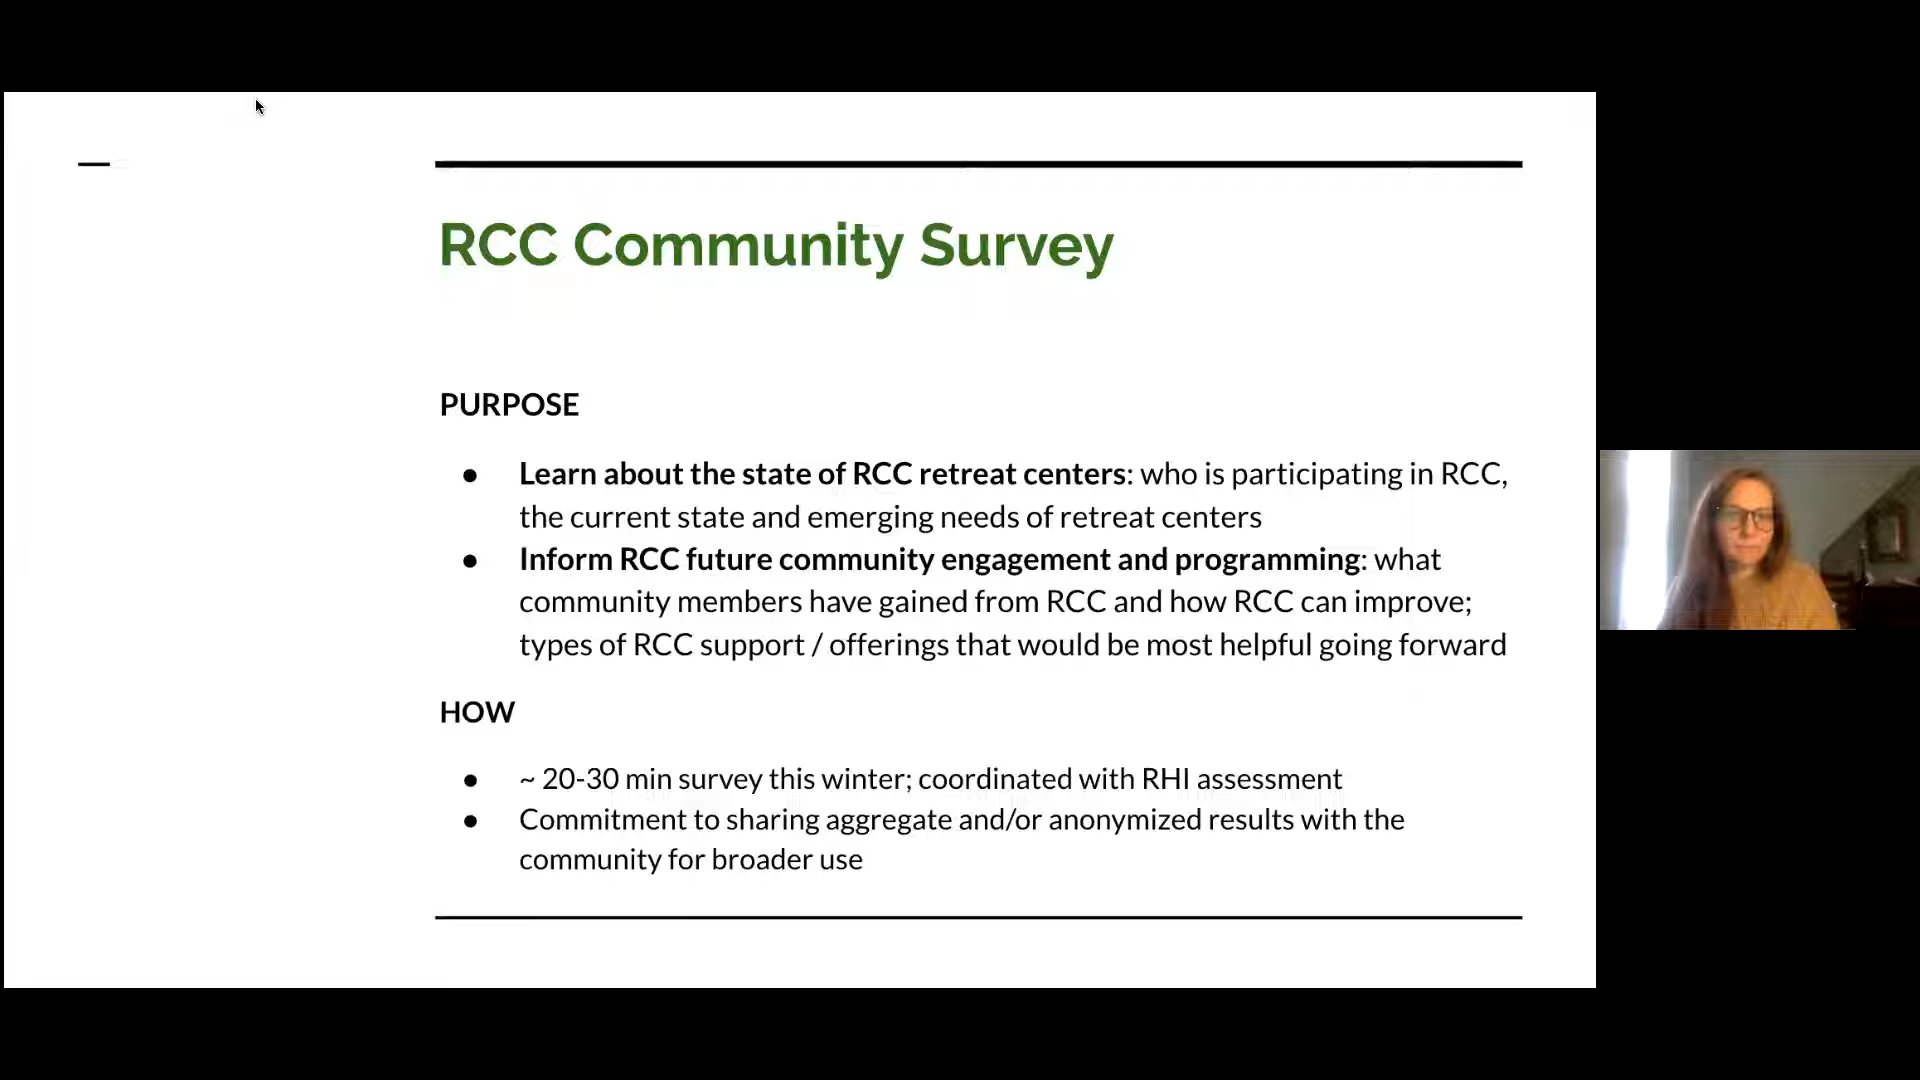 RCC Community Survey
PURPOSE
● Learn about the state of RCC retreat centers: who is participating in RCC,
the current state and emerging needs of retreat centers
● Inform RCC future community engagement and programming: what
community members have gained from RCC and how RCC can improve;
types of RCC support / offerings that would be most helpful going forward
HOW
● ~ 20-30 min survey this winter; coordinated with RHI assessment
● Commitment to sharing aggregate and/or anonymized results with the
community for broader use